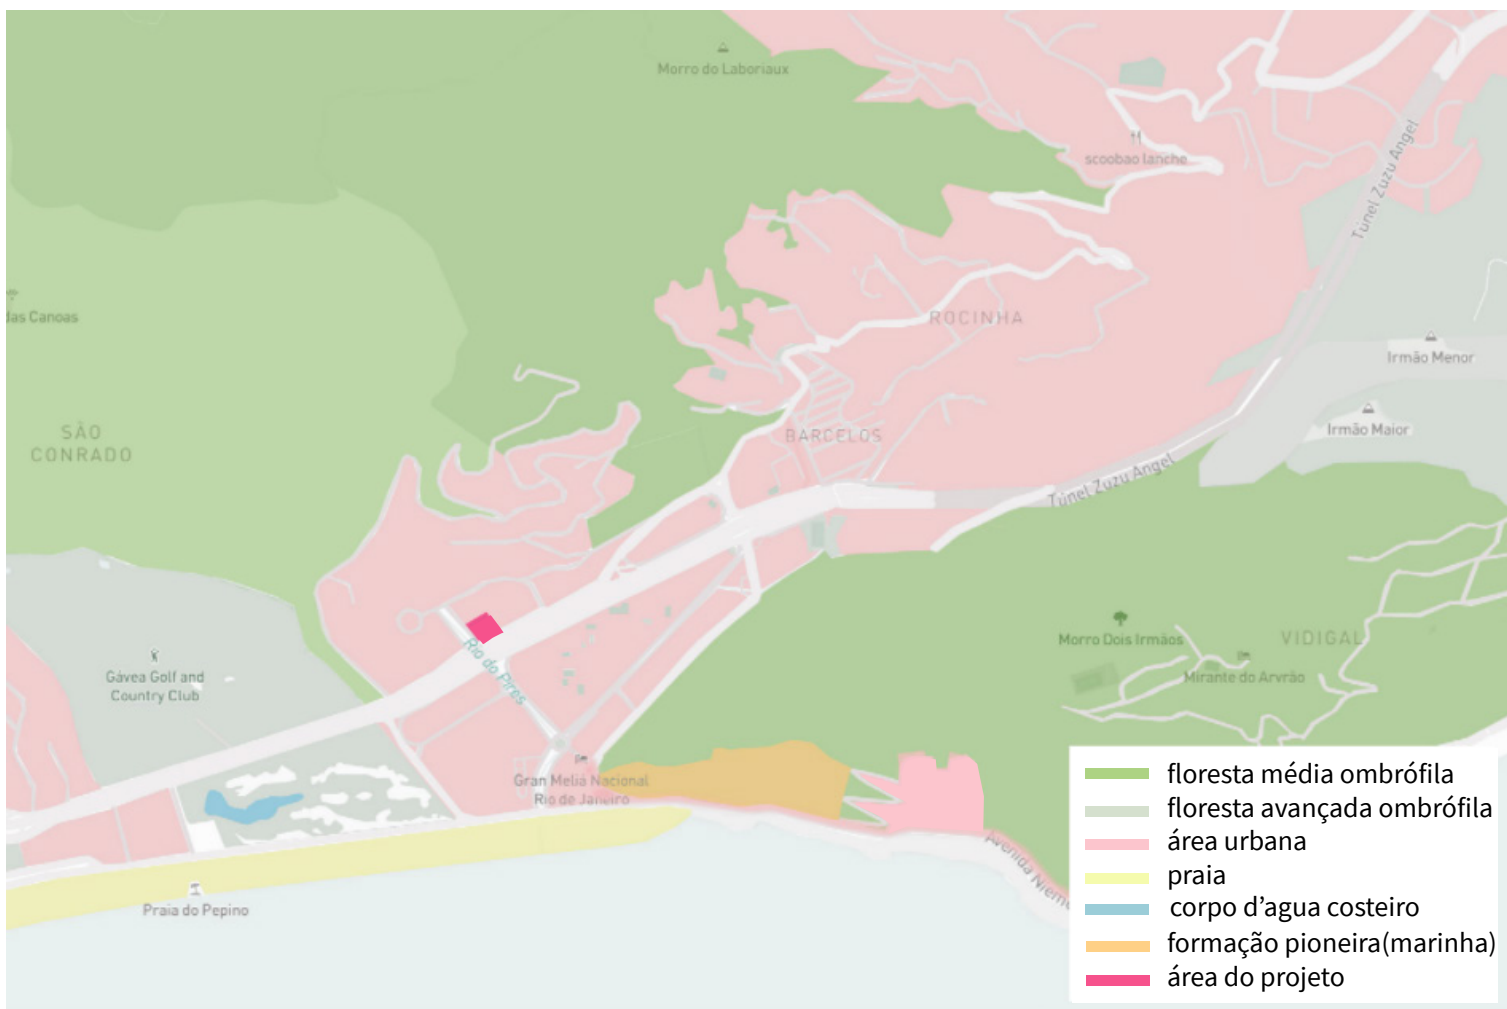 Morro do Laboriaux
scoobao lanche
Túnel Zuzu Angel
das Canoas
ROCINHA
Irmão Menor
Irmão Maior
SÃO
CONRADO
BARCELOS
Túnel Zuzu Angel
Rio do Pires
Gávea Golf and
Country Club
Morro Dois Irmãos
VIDIGAL
Mirante do Arvrão
Gran Meliá Nacional
Rio de Janeiro
Avenida Nieme
Praia do Pepino
floresta média ombrófila
floresta avançada ombrófila
área urbana
praia
corpo d'agua costeiro
formação pioneira(marinha)
área do projeto